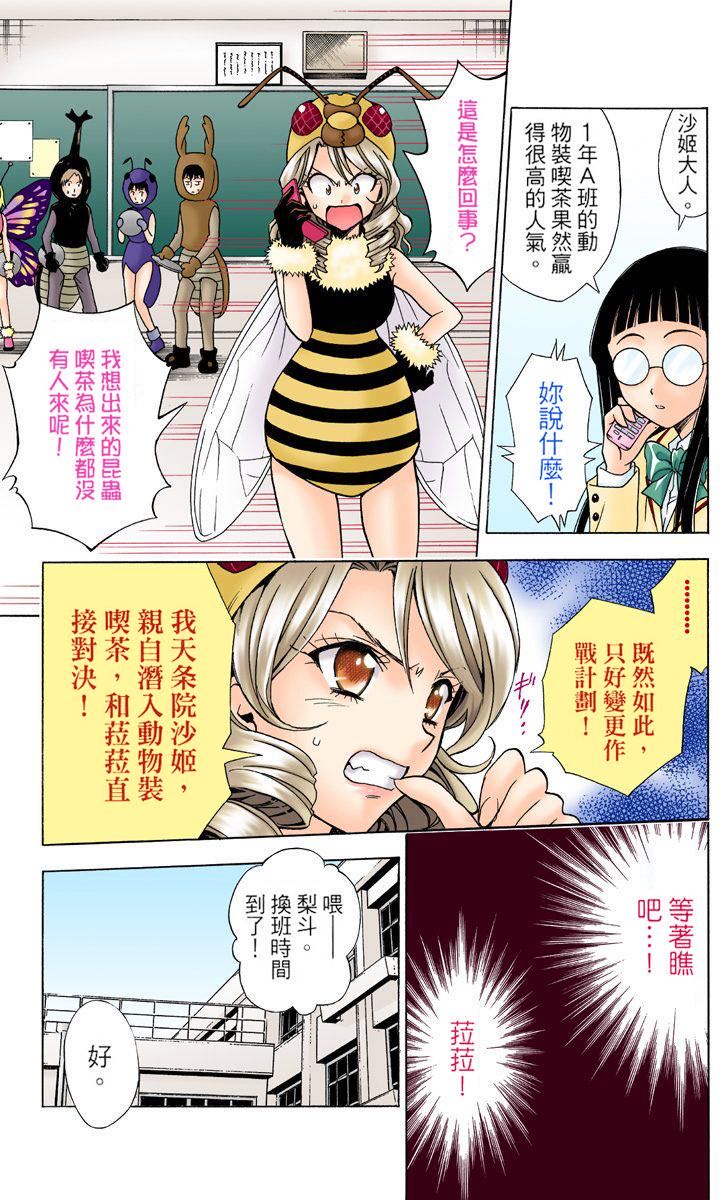 沙姬大人。
1年A班的動
物裝喫茶果然贏
得很高的人氣。
妳說什麼！
這是怎麼回事？
我想出來的昆蟲
喫茶為什麼都沒
有人來呢！
………
既然如此，
只好變更作
戰計劃！
我天条院沙姬，
親自潛入動物裝
喫茶，和菈菈直
接對決！
等著瞧
吧…！
菈菈！
喂——
梨斗。
換班時間
到了！
好。